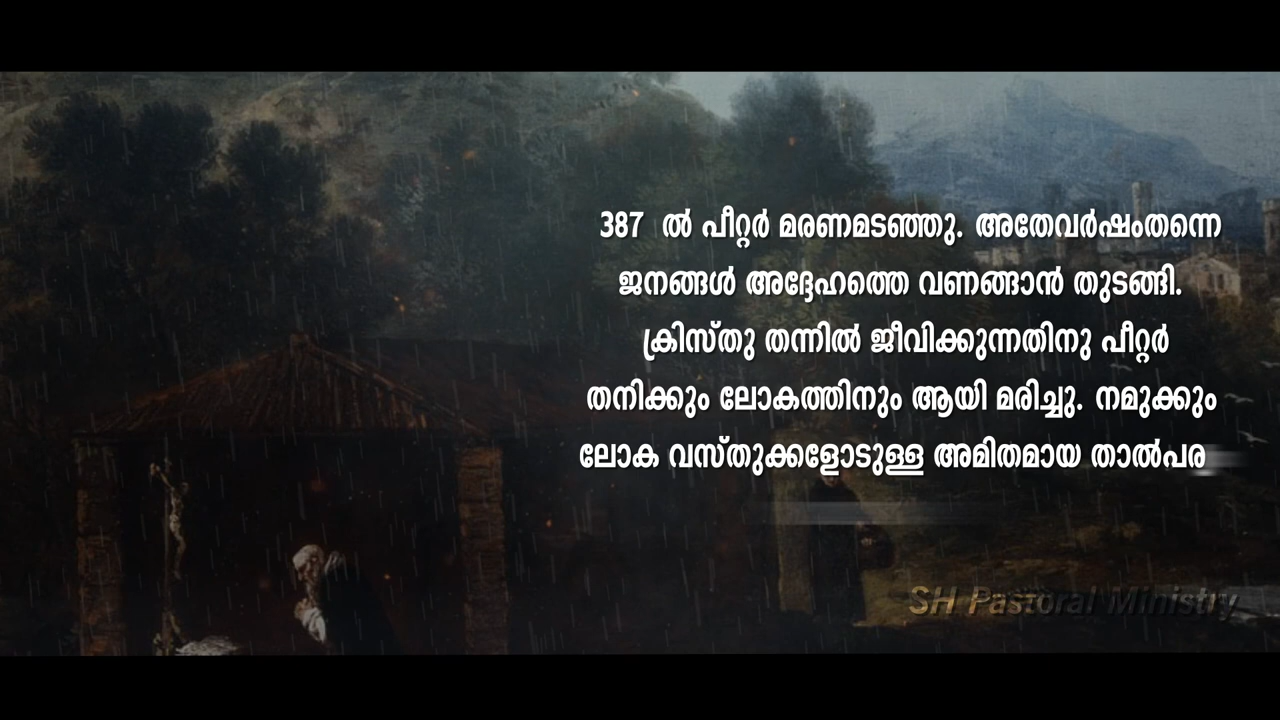 387 ൽ പീറ്റർ മരണമടഞ്ഞു. അതേവർഷംതന്നെ
ജനങ്ങൾ അദ്ദേഹത്തെ വണങ്ങാൻ തുടങ്ങി.
ക്രിസ്തു തന്നിൽ ജീവിക്കുന്നതിനു പീറ്റർ
തനിക്കും ലോകത്തിനും ആയി മരിച്ചു. നമുക്കും
ലോക വസ്തുക്കളോടുള്ള അമിതമായ താൽപര
SH Pastoral Ministry